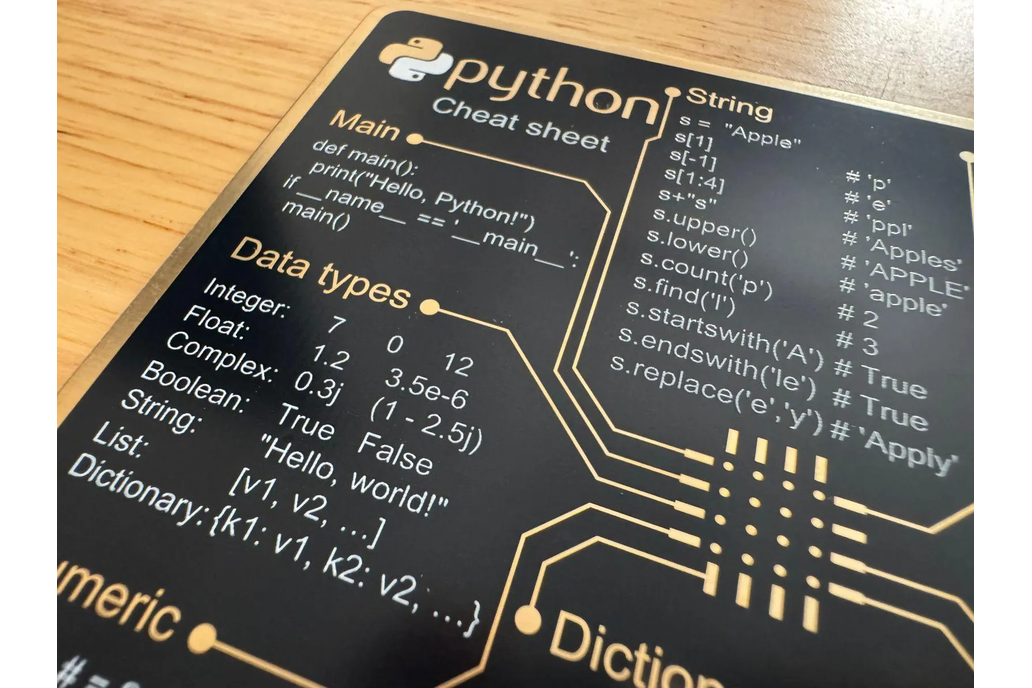 python
Cheat sheet
Main
def main():
print("Hello, Python!")
if__name__ == '__main__':
main()
Data types
Integer: 7 0 12
Float: 1.2 3.5e-6
Complex: 0.3j (1 - 2.5j)
Boolean: True False
String: "Hello, world!"
List: [v1, v2, ...]
Dictionary: {k1: v1, k2: v2, ...}
umeric
# =
String
s = "Apple"
s[1] # 'p'
s[-1] # 'e'
s[1:4] # 'ppl'
s+"s" # 'Apples'
s.upper() # 'APPLE'
s.lower() # 'apple'
s.count('p') # 2
s.find('l') # 3
s.startswith('A') # True
s.endswith('le') # True
s.replace('e','y') # 'Apply'
Diction